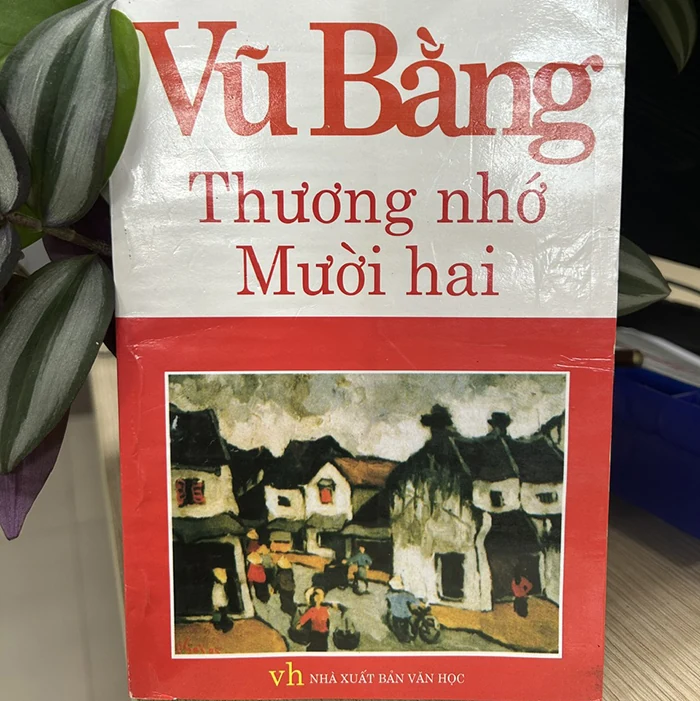 Vũ Bằng
Thương nhớ
Mười hai
vh NHÀ XUẤT BẢN VĂN HỌC